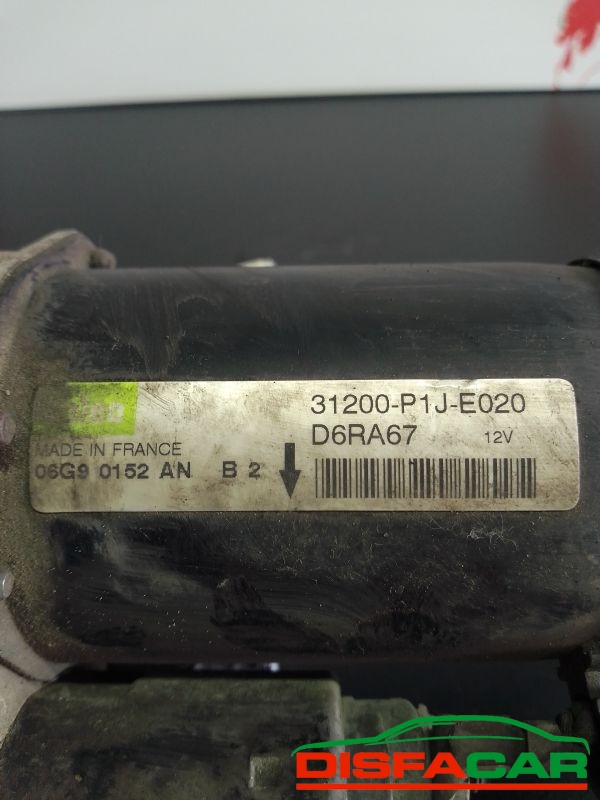 31200-P1J-E020
D6RA67 12V
MADE IN FRANCE
06G9 0152 AN B 2
DISFACAR